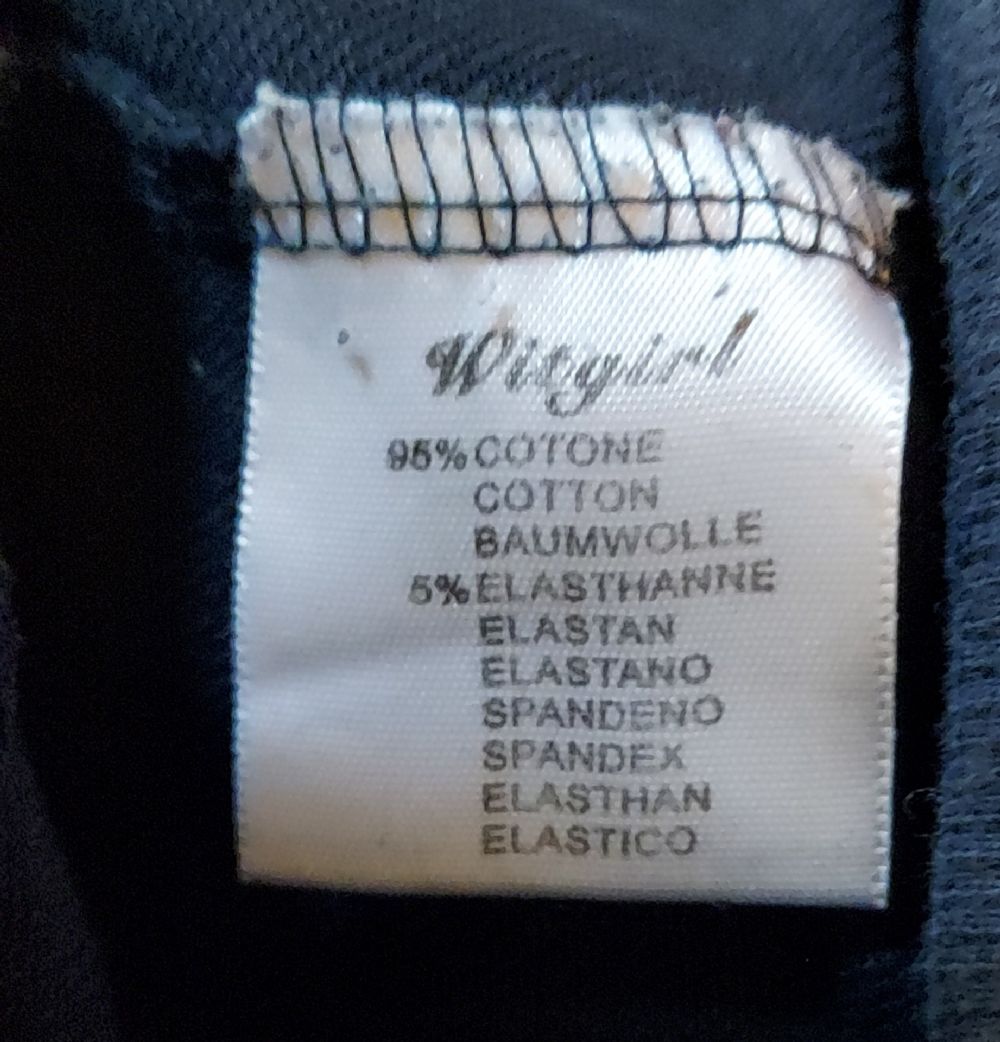 Witgirl
95% COTONE
COTTON
BAUMWOLLE
5% ELASTHANNE
ELASTAN
ELASTANO
SPANDENO
SPANDEX
ELASTHAN
ELASTICO